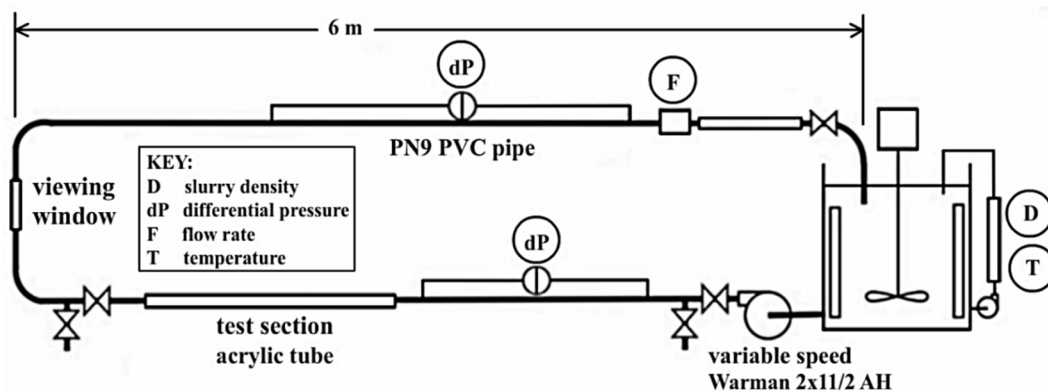 6 m
dP
F
PN9 PVC pipe
KEY:
D slurry density
dP differential pressure
F flow rate
T temperature
viewing
window
dP
D
T
test section
acrylic tube
variable speed
Warman 2x11/2 AH